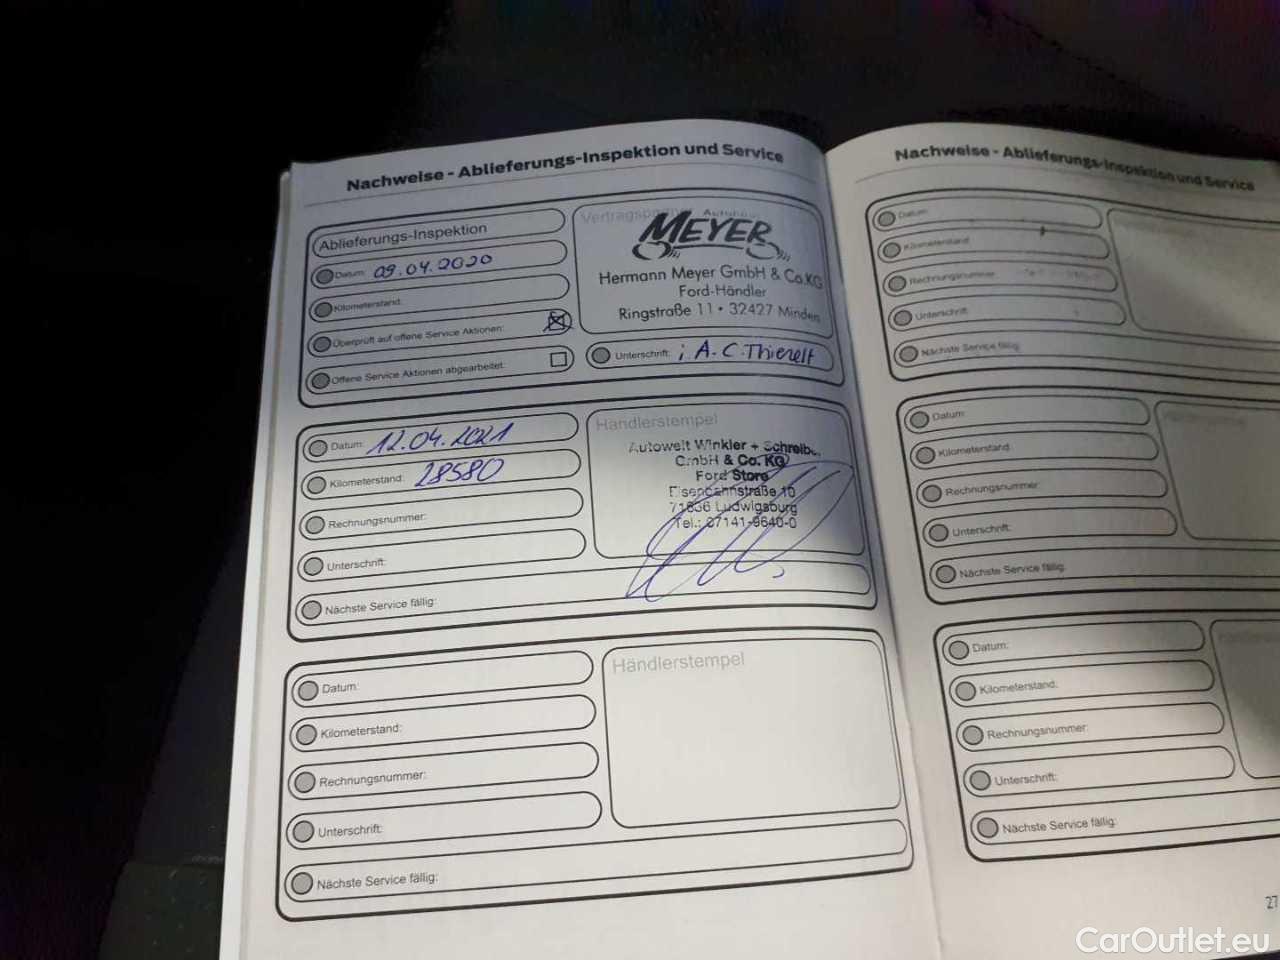 Nachweise - Ablieferungs-Inspektion und Service
Ablieferungs-Inspektion
Datum: 09.04.2020
Kilometerstand:
Überprüft auf offene Service Aktionen:
Offene Service Aktionen abgearbeitet:
Autohaus
MEYER
Hermann Meyer GmbH & Co.KG
Ford-Händler
Ringstraße 11 • 32427 Minden
Unterschrift: i. A. C. Thierelt
Datum: 12.04.2021
Kilometerstand: 28580
Rechnungsnummer:
Unterschrift:
Nächste Service fällig:
Händlerstempel
Autowelt Winkler + Schreiber
GmbH & Co. KG
Ford Store
Eisenbahnstraße 10
71636 Ludwigsburg
Tel.: 07141-9640-0
Datum:
Kilometerstand:
Rechnungsnummer:
Unterschrift:
Nächste Service fällig:
Händlerstempel
Nachweise - Ablieferungs-Inspektion und Service
Datum:
Kilometerstand:
Rechnungsnummer:
Unterschrift:
Nächste Service fällig:
Datum:
Kilometerstand:
Rechnungsnummer:
Unterschrift:
Nächste Service fällig:
Datum:
Kilometerstand:
Rechnungsnummer:
Unterschrift:
Nächste Service fällig:
27
CarOutlet.eu